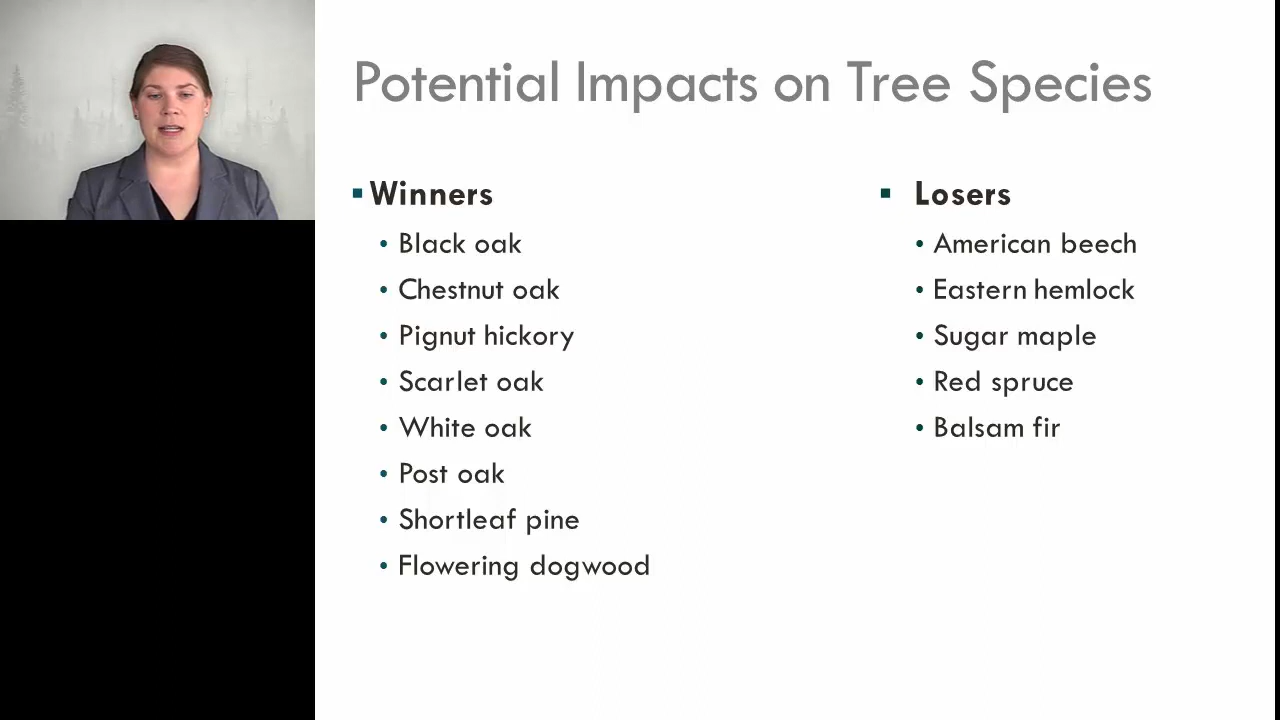 Potential Impacts on Tree Species
▪ Winners
• Black oak
• Chestnut oak
• Pignut hickory
• Scarlet oak
• White oak
• Post oak
• Shortleaf pine
• Flowering dogwood
▪ Losers
• American beech
• Eastern hemlock
• Sugar maple
• Red spruce
• Balsam fir